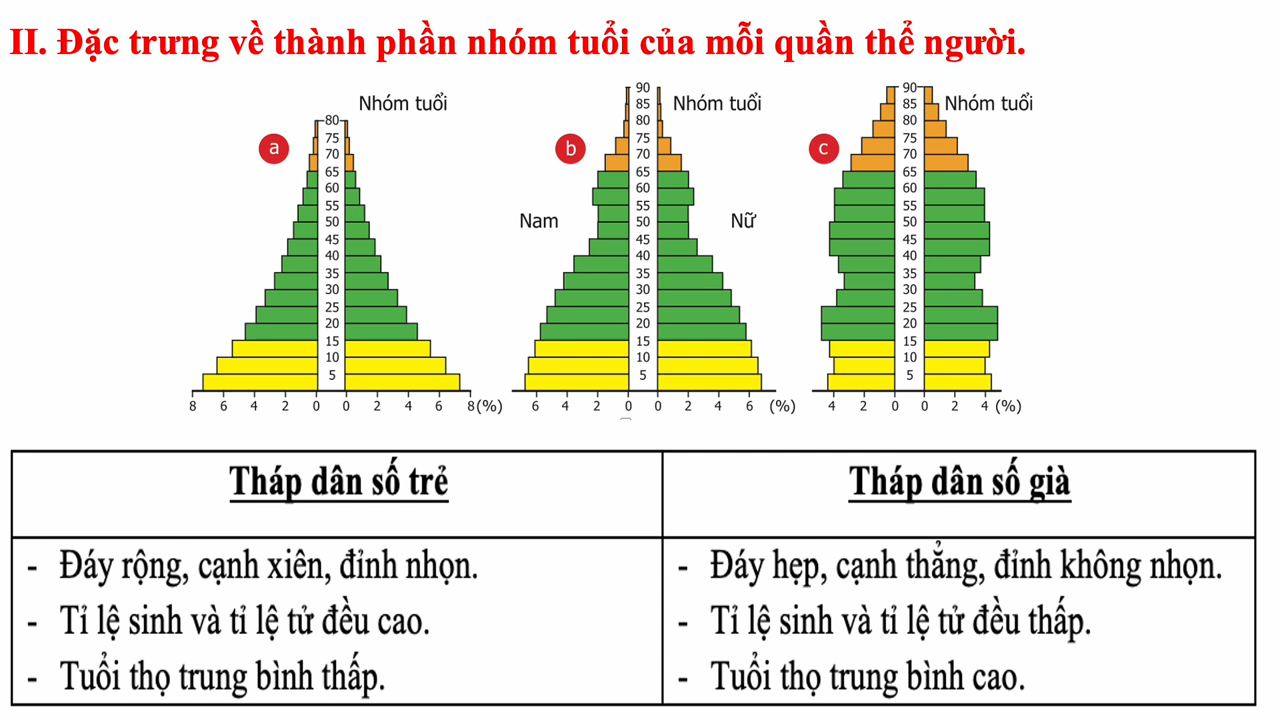 II. Đặc trưng về thành phần nhóm tuổi của mỗi quần thể người.
a
Nhóm tuổi
80
75
70
65
60
55
50
45
40
35
30
25
20
15
10
5
8 6 4 2 0 0 2 4 6 8 (%)
b
Nhóm tuổi
Nam
Nữ
90
85
80
75
70
65
60
55
50
45
40
35
30
25
20
15
10
5
6 4 2 0 0 2 4 6 (%)
c
Nhóm tuổi
90
85
80
75
70
65
60
55
50
45
40
35
30
25
20
15
10
5
4 2 0 0 2 4 (%)
Tháp dân số trẻ
- Đáy rộng, cạnh xiên, đỉnh nhọn.
- Tỉ lệ sinh và tỉ lệ tử đều cao.
- Tuổi thọ trung bình thấp.
Tháp dân số già
- Đáy hẹp, cạnh thẳng, đỉnh không nhọn.
- Tỉ lệ sinh và tỉ lệ tử đều thấp.
- Tuổi thọ trung bình cao.